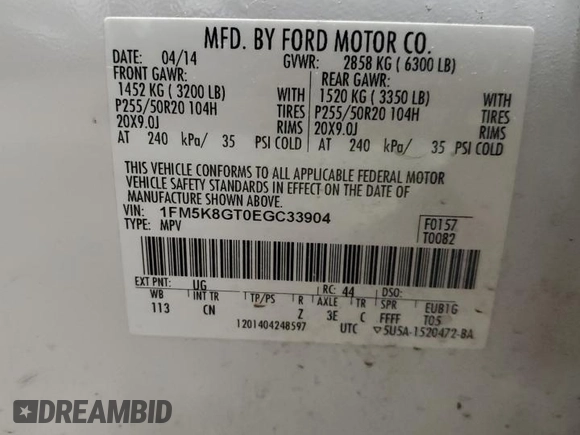 MFD. BY FORD MOTOR CO.
DATE: 04/14 GVWR: 2858 KG ( 6300 LB)
FRONT GAWR: REAR GAWR:
1452 KG ( 3200 LB) WITH 1520 KG ( 3350 LB) WITH
P255/50R20 104H TIRES P255/50R20 104H TIRES
20X9.0J RIMS 20X9.0J RIMS
AT 240 kPa/ 35 PSI COLD AT 240 kPa/ 35 PSI COLD
THIS VEHICLE CONFORMS TO ALL APPLICABLE FEDERAL MOTOR
VEHICLE SAFETY STANDARDS IN EFFECT ON THE DATE OF
MANUFACTURE SHOWN ABOVE.
VIN: 1FM5K8GT0EGC33904 F0157
TYPE: MPV T0082
EXT PNT: UG RC: 44 DSO:
WB INT TR TP/PS R AXLE TR SPR EUB1G
113 CN Z 3E C FFFF T05
1201404248597 UTC ▽5U5A-1520472-BA
DREAMBID